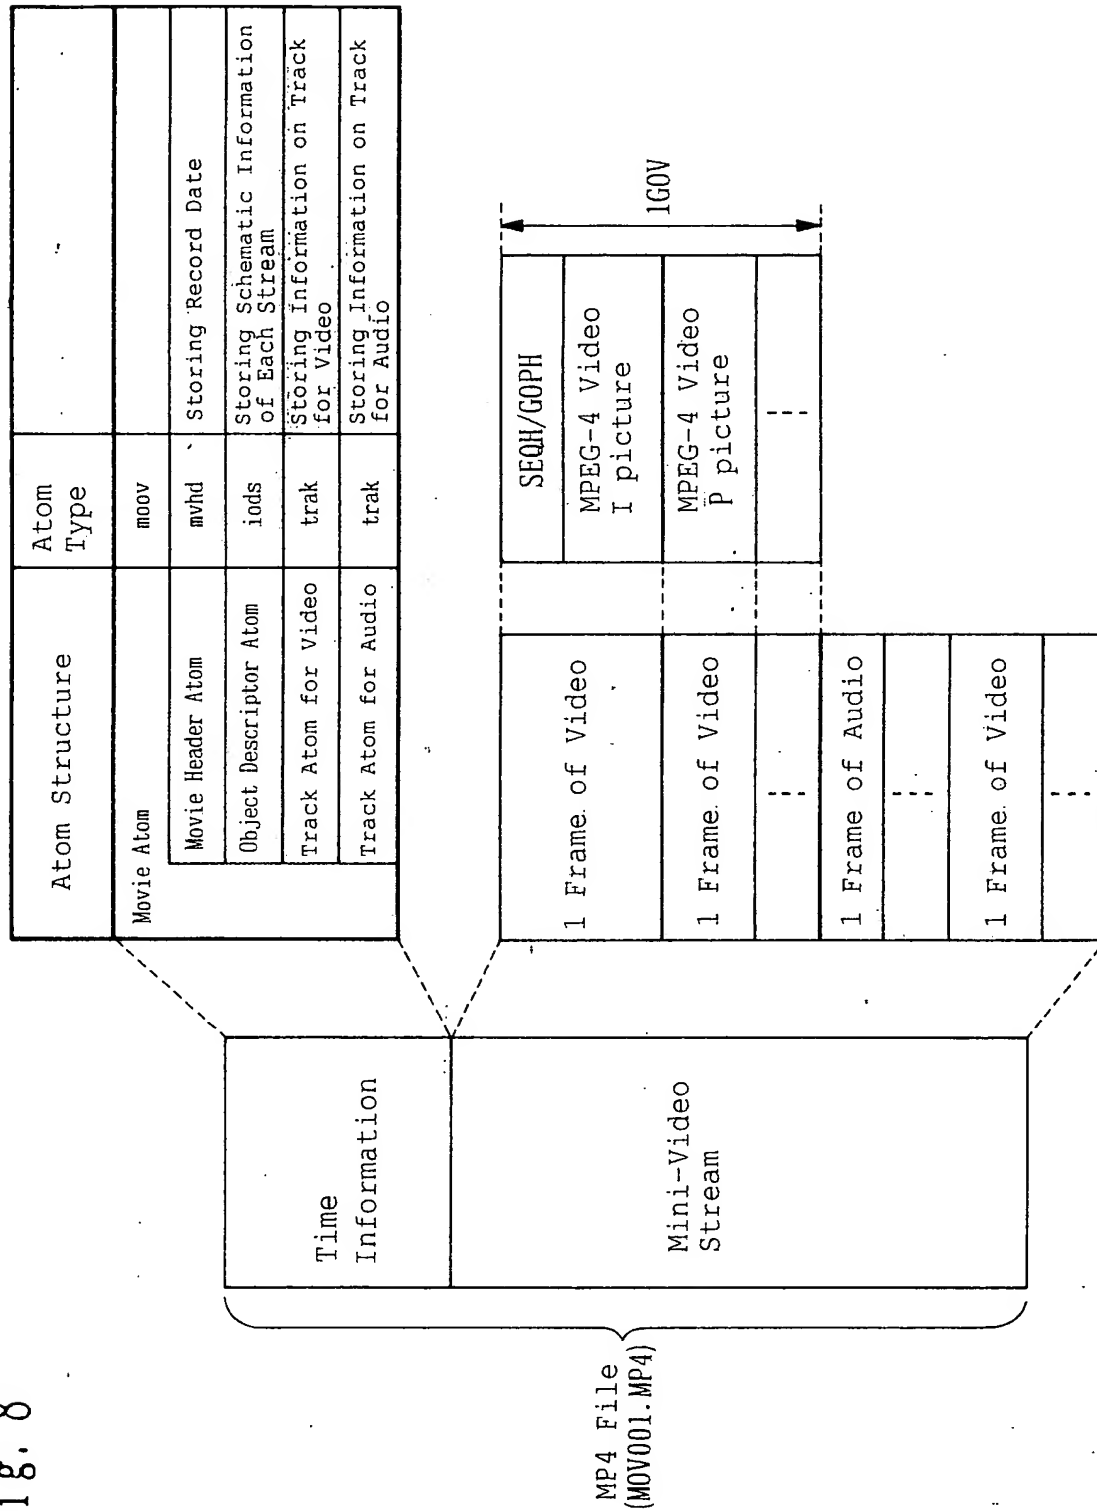 ig. 8
MP4 File
(MOV001.MP4)
Time
Information
Mini-Video
Stream
Atom Structure
Atom
Type
Movie Atom
moov
Movie Header Atom
mvhd
Storing Record Date
Object Descriptor Atom
iods
Storing Schematic Information
of Each Stream
Track Atom for Video
trak
Storing Information on Track
for Video
Track Atom for Audio
trak
Storing Information on Track
for Audio
1 Frame of Video
1 Frame of Video
1 Frame of Audio
1 Frame of Video
SEQH/GOPH
MPEG-4 Video
I picture
MPEG-4 Video
P picture
1GOV